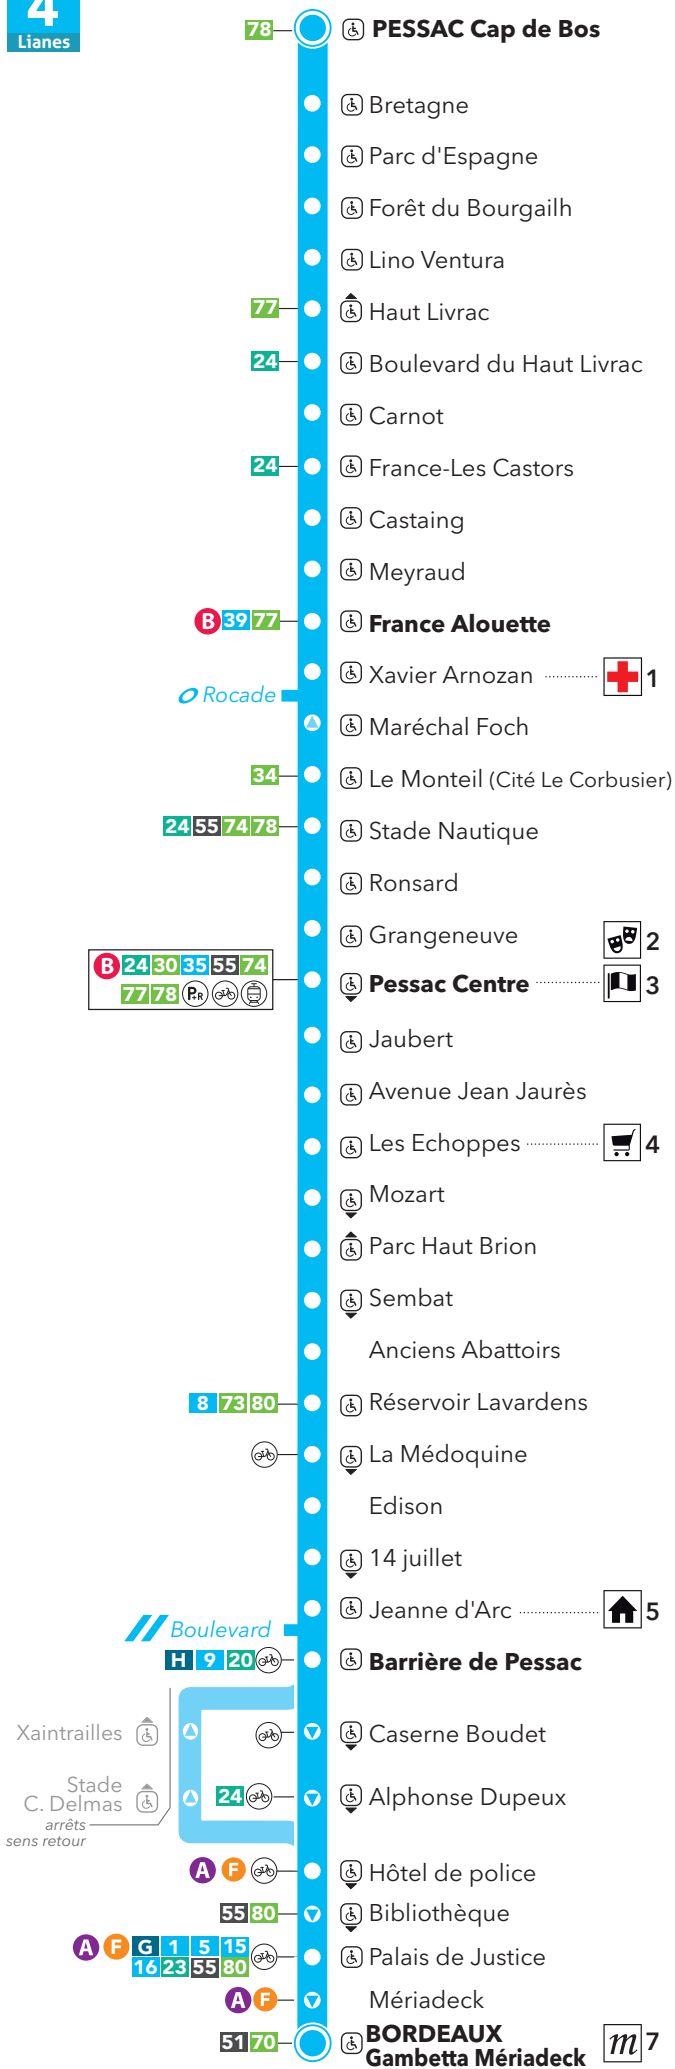 4
Lianes
78 PESSAC Cap de Bos
Bretagne
Parc d'Espagne
Forêt du Bourgailh
Lino Ventura
77 Haut Livrac
24 Boulevard du Haut Livrac
Carnot
24 France-Les Castors
Castaing
Meyraud
B 39 77 France Alouette
Xavier Arnozan 1
Rocade
Maréchal Foch
34 Le Monteil (Cité Le Corbusier)
24 55 74 78 Stade Nautique
Ronsard
Grangeneuve 2
B 24 30 35 55 74
77 78 P+R
Pessac Centre 3
Jaubert
Avenue Jean Jaurès
Les Echoppes 4
Mozart
Parc Haut Brion
Sembat
Anciens Abattoirs
8 73 80 Réservoir Lavardens
La Médoquine
Edison
14 juillet
Jeanne d'Arc 5
Boulevard
H 9 20 Barrière de Pessac
Xaintrailles
Caserne Boudet
Stade
C. Delmas
arrêts
sens retour
24 Alphonse Dupeux
A F Hôtel de police
55 80 Bibliothèque
A F G 1 5 15
16 23 55 80
Palais de Justice
A F Mériadeck
51 70 BORDEAUX
Gambetta Mériadeck m 7